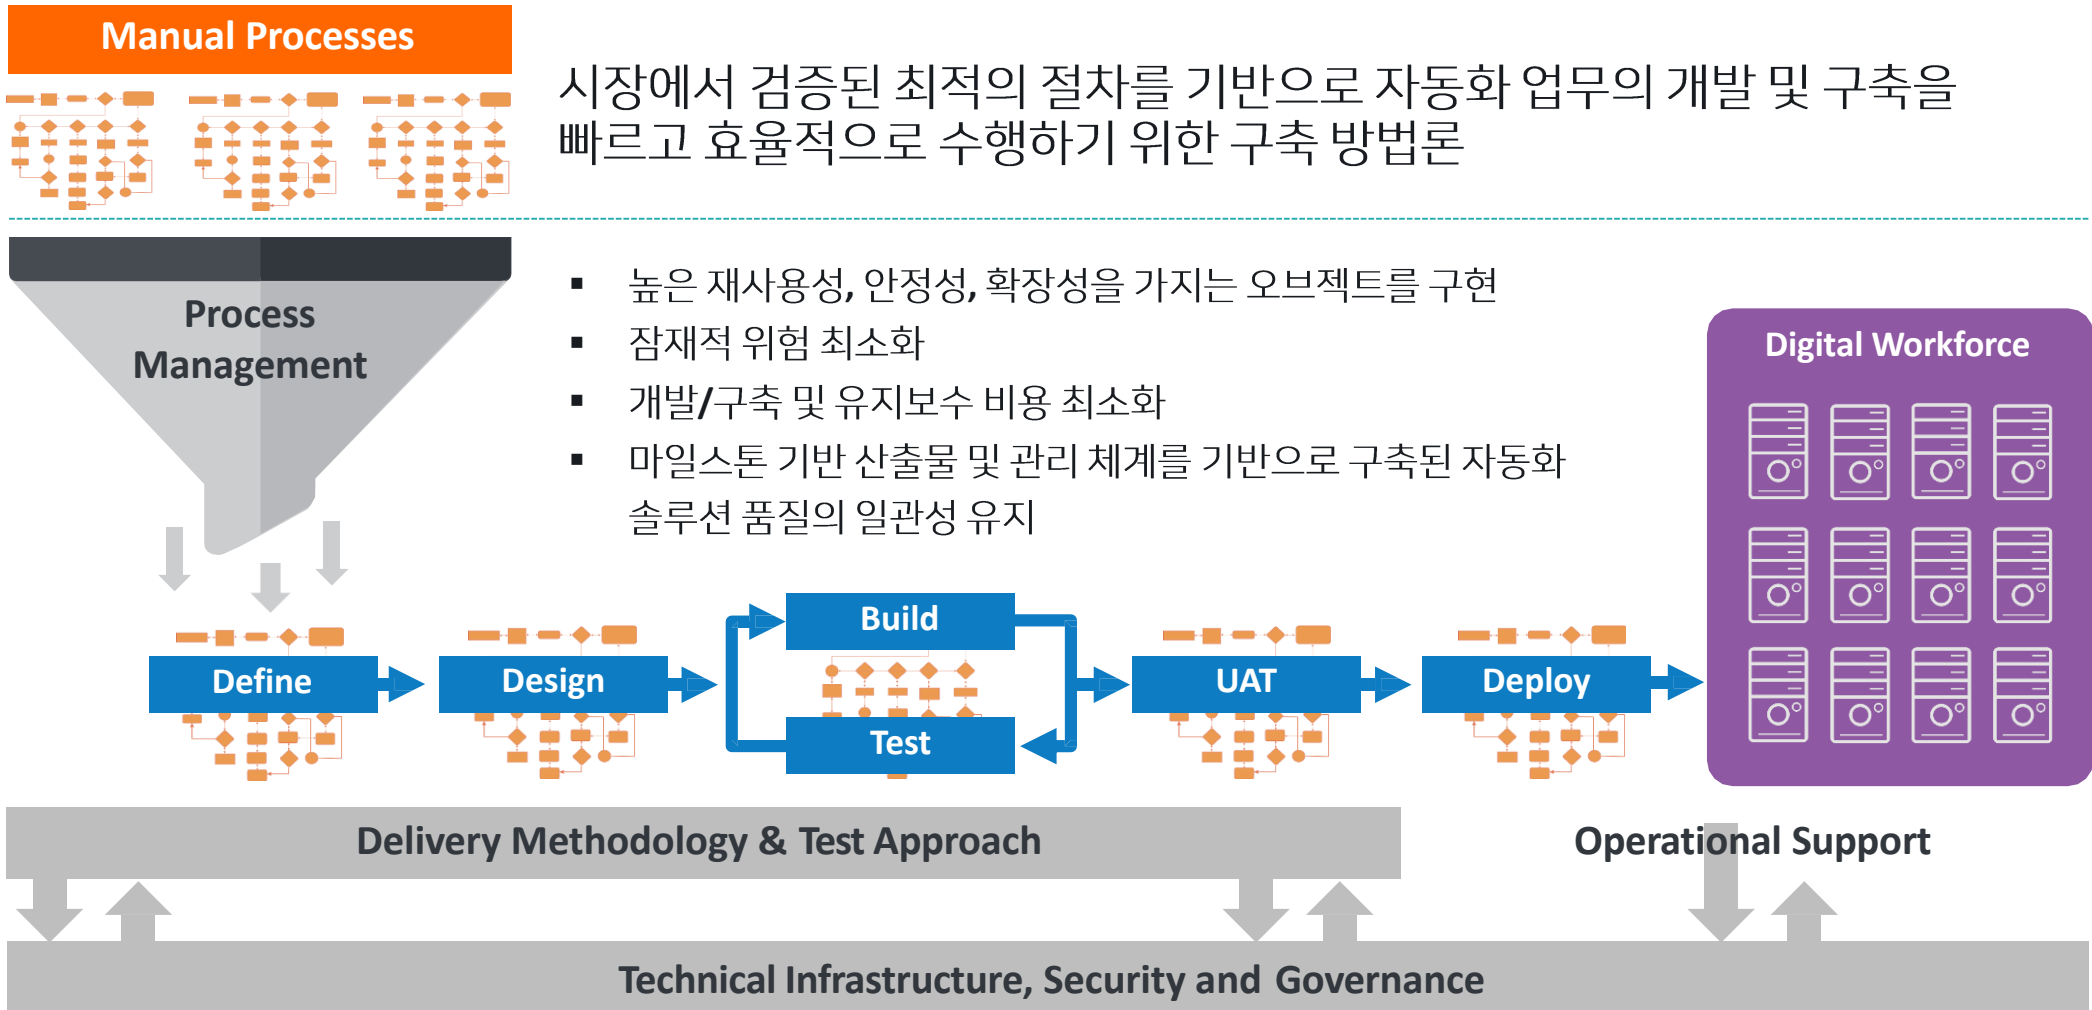 Manual Processes
시장에서 검증된 최적의 절차를 기반으로 자동화 업무의 개발 및 구축을
빠르고 효율적으로 수행하기 위한 구축 방법론
Process
Management
▪ 높은 재사용성, 안정성, 확장성을 가지는 오브젝트를 구현
▪ 잠재적 위험 최소화
▪ 개발/구축 및 유지보수 비용 최소화
▪ 마일스톤 기반 산출물 및 관리 체계를 기반으로 구축된 자동화
솔루션 품질의 일관성 유지
Digital Workforce
Define
Design
Build
Test
UAT
Deploy
Delivery Methodology & Test Approach
Operational Support
Technical Infrastructure, Security and Governance